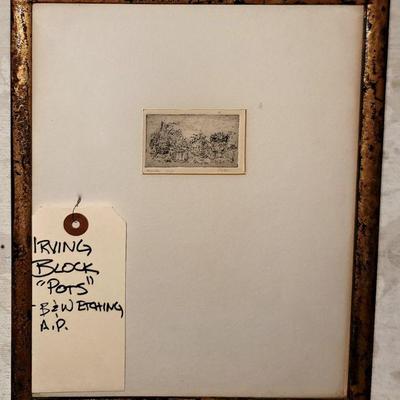 IRVING
BLOCK
"POTS"
- B&W ETCHING
A.P.